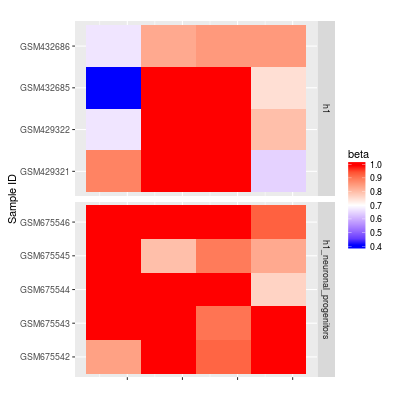 Sample ID
GSM432686
GSM432685
GSM429322
GSM429321
h1
GSM675546
GSM675545
GSM675544
GSM675543
GSM675542
h1_neuronal_progenitors
beta
1.0
0.9
0.8
0.7
0.6
0.5
0.4